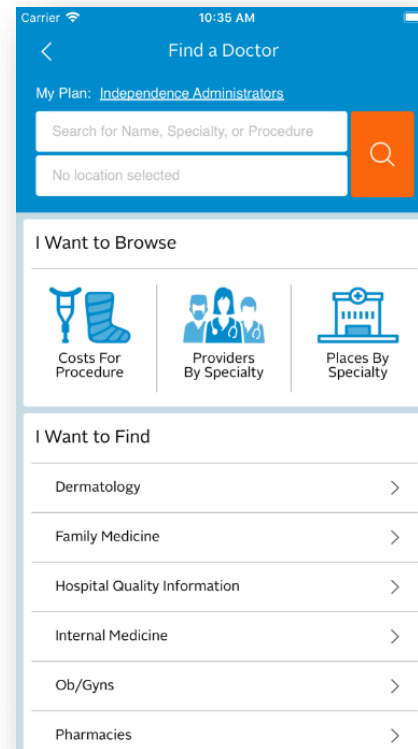 Carrier 10:35 AM
Find a Doctor
My Plan: Independence Administrators
Search for Name, Specialty, or Procedure
No location selected
I Want to Browse
Costs For
Procedure
Providers
By Specialty
Places By
Specialty
I Want to Find
Dermatology
Family Medicine
Hospital Quality Information
Internal Medicine
Ob/Gyns
Pharmacies